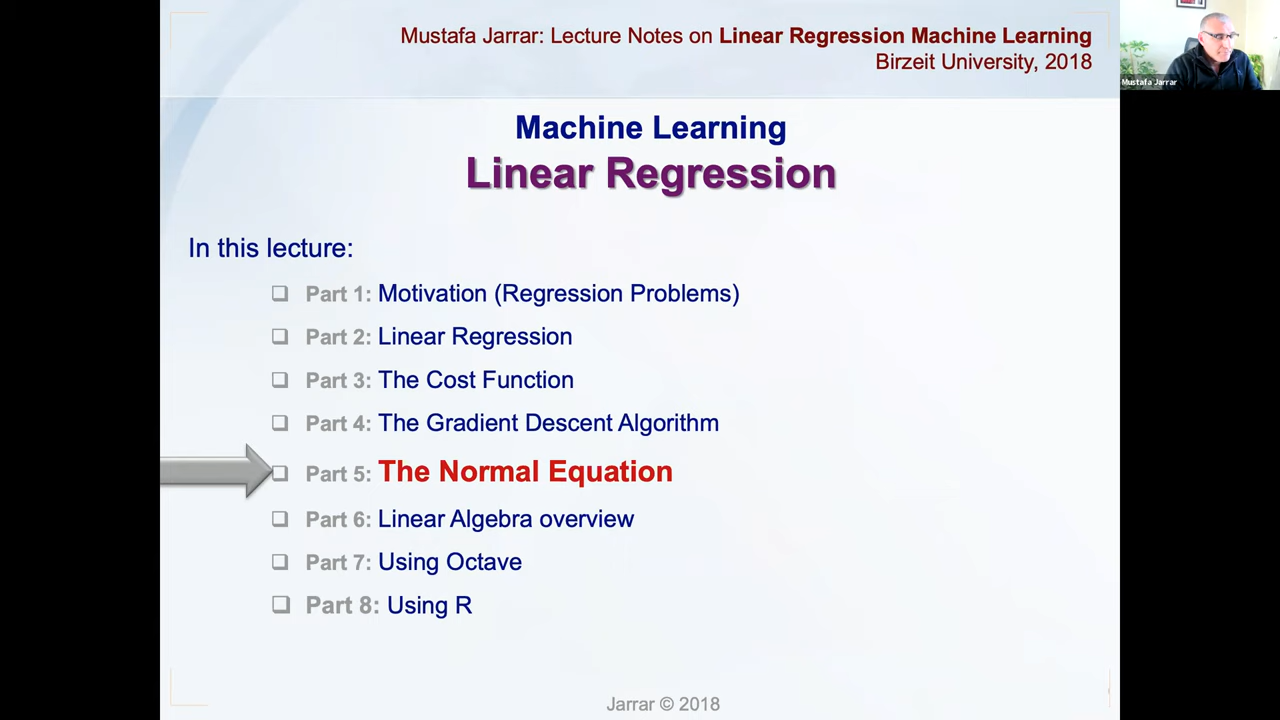 Mustafa Jarrar: Lecture Notes on Linear Regression Machine Learning
Birzeit University, 2018
Mustafa Jarrar
Machine Learning
Linear Regression
In this lecture:
Part 1: Motivation (Regression Problems)
Part 2: Linear Regression
Part 3: The Cost Function
Part 4: The Gradient Descent Algorithm
Part 5: The Normal Equation
Part 6: Linear Algebra overview
Part 7: Using Octave
Part 8: Using R
Jarrar © 2018